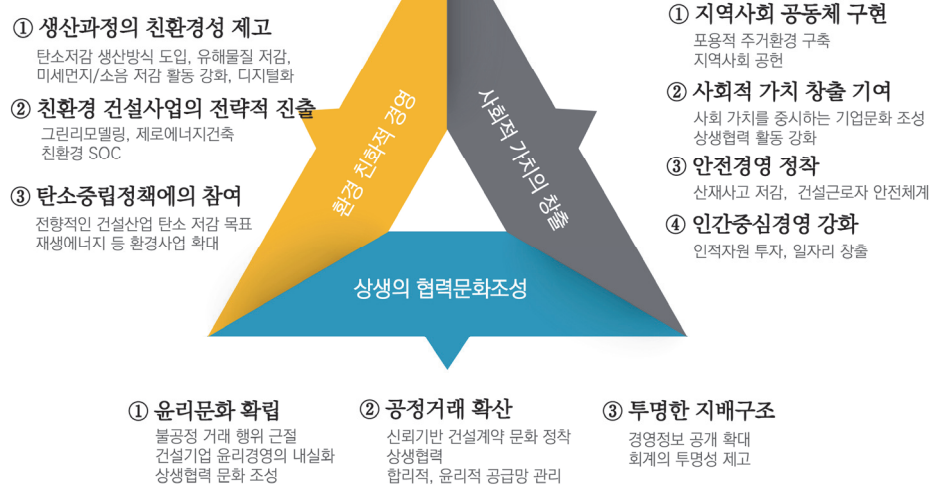 ① 생산과정의 친환경성 제고
탄소저감 생산방식 도입, 유해물질 저감,
미세먼지/소음 저감 활동 강화, 디지털화
② 친환경 건설사업의 전략적 진출
그린리모델링, 제로에너지건축
친환경 SOC
③ 탄소중립정책에의 참여
전향적인 건설산업 탄소 저감 목표
재생에너지 등 환경사업 확대
환경 친화적 경영
사회적 가치의 창출
상생의 협력문화조성
① 지역사회 공동체 구현
포용적 주거환경 구축
지역사회 공헌
② 사회적 가치 창출 기여
사회 가치를 중시하는 기업문화 조성
상생협력 활동 강화
③ 안전경영 정착
산재사고 저감, 건설근로자 안전체계
④ 인간중심경영 강화
인적자원 투자, 일자리 창출
① 윤리문화 확립
불공정 거래 행위 근절
건설기업 윤리경영의 내실화
상생협력 문화 조성
② 공정거래 확산
신뢰기반 건설계약 문화 정착
상생협력
합리적, 윤리적 공급망 관리
③ 투명한 지배구조
경영정보 공개 확대
회계의 투명성 제고